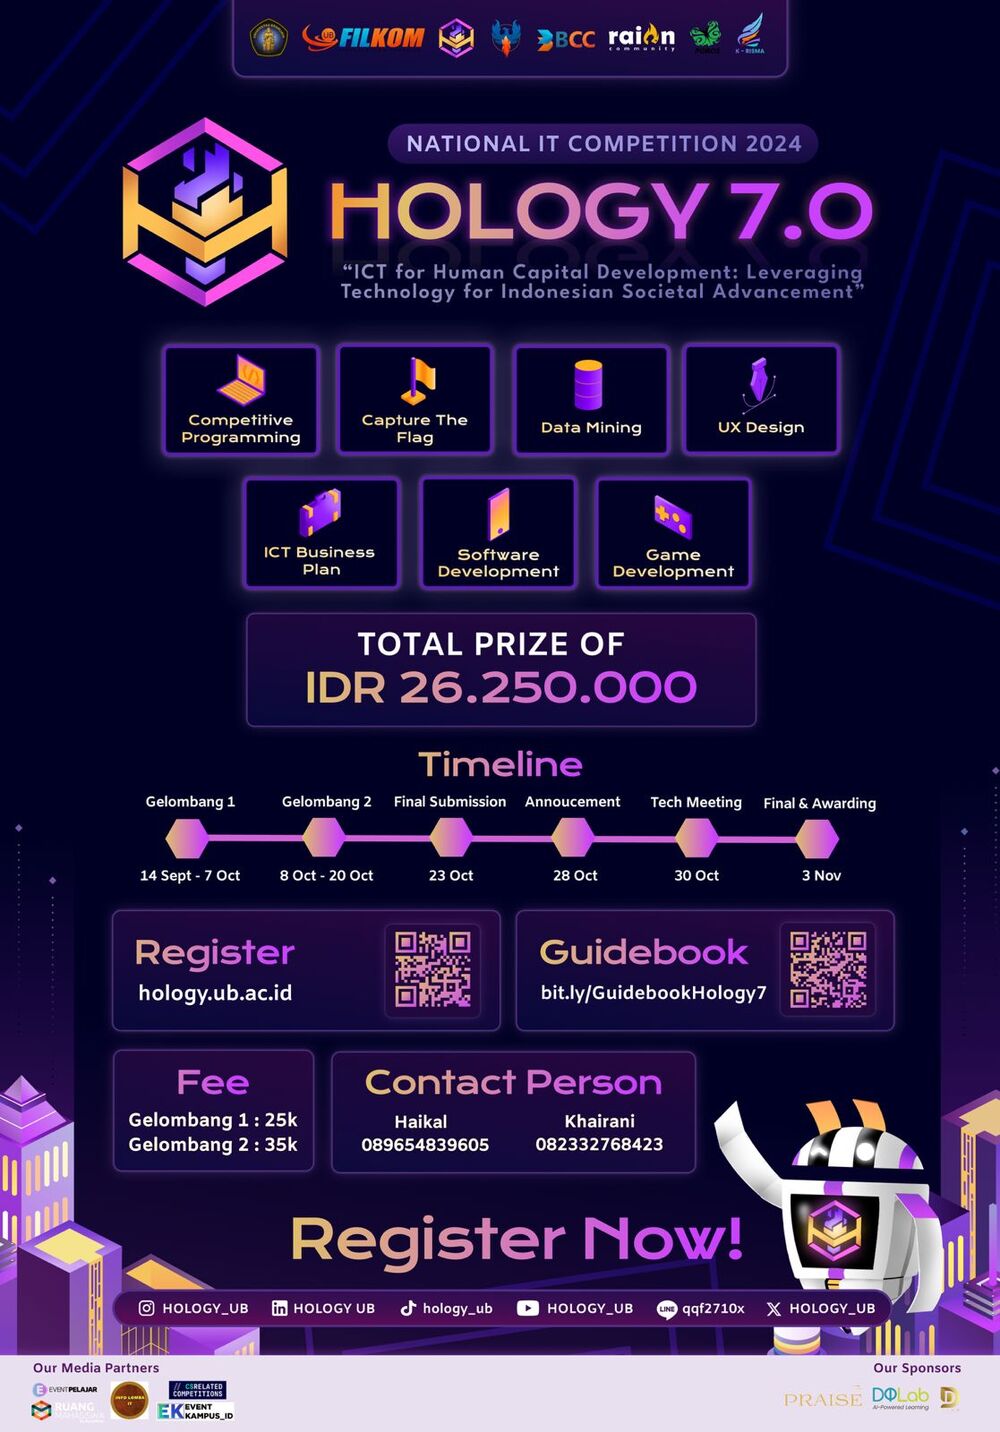 UB FILKOM
BCC
raion
community
POROS
K - RISMA
NATIONAL IT COMPETITION 2024
HOLOGY 7.0
“ICT for Human Capital Development: Leveraging
Technology for Indonesian Societal Advancement”
Competitive
Programming
Capture The
Flag
Data Mining
UX Design
ICT Business
Plan
Software
Development
Game
Development
TOTAL PRIZE OF
IDR 26.250.000
Timeline
Gelombang 1
Gelombang 2
Final Submission
Annoucement
Tech Meeting
Final & Awarding
14 Sept - 7 Oct
8 Oct - 20 Oct
23 Oct
28 Oct
30 Oct
3 Nov
Register
hology.ub.ac.id
Guidebook
bit.ly/GuidebookHology7
Fee
Gelombang 1 : 25k
Gelombang 2 : 35k
Contact Person
Haikal
089654839605
Khairani
082332768423
Register Now!
HOLOGY_UB
HOLOGY UB
hology_ub
HOLOGY_UB
LINE qqf2710x
HOLOGY_UB
Our Media Partners
EVENTPELAJAR
RUANG
MAHASISWA
INFO LOMBA
IT
// CSRELATED
COMPETITIONS
EK EVENT
KAMPUS_ID
Our Sponsors
PRAISE
DQLab
AI-Powered Learning